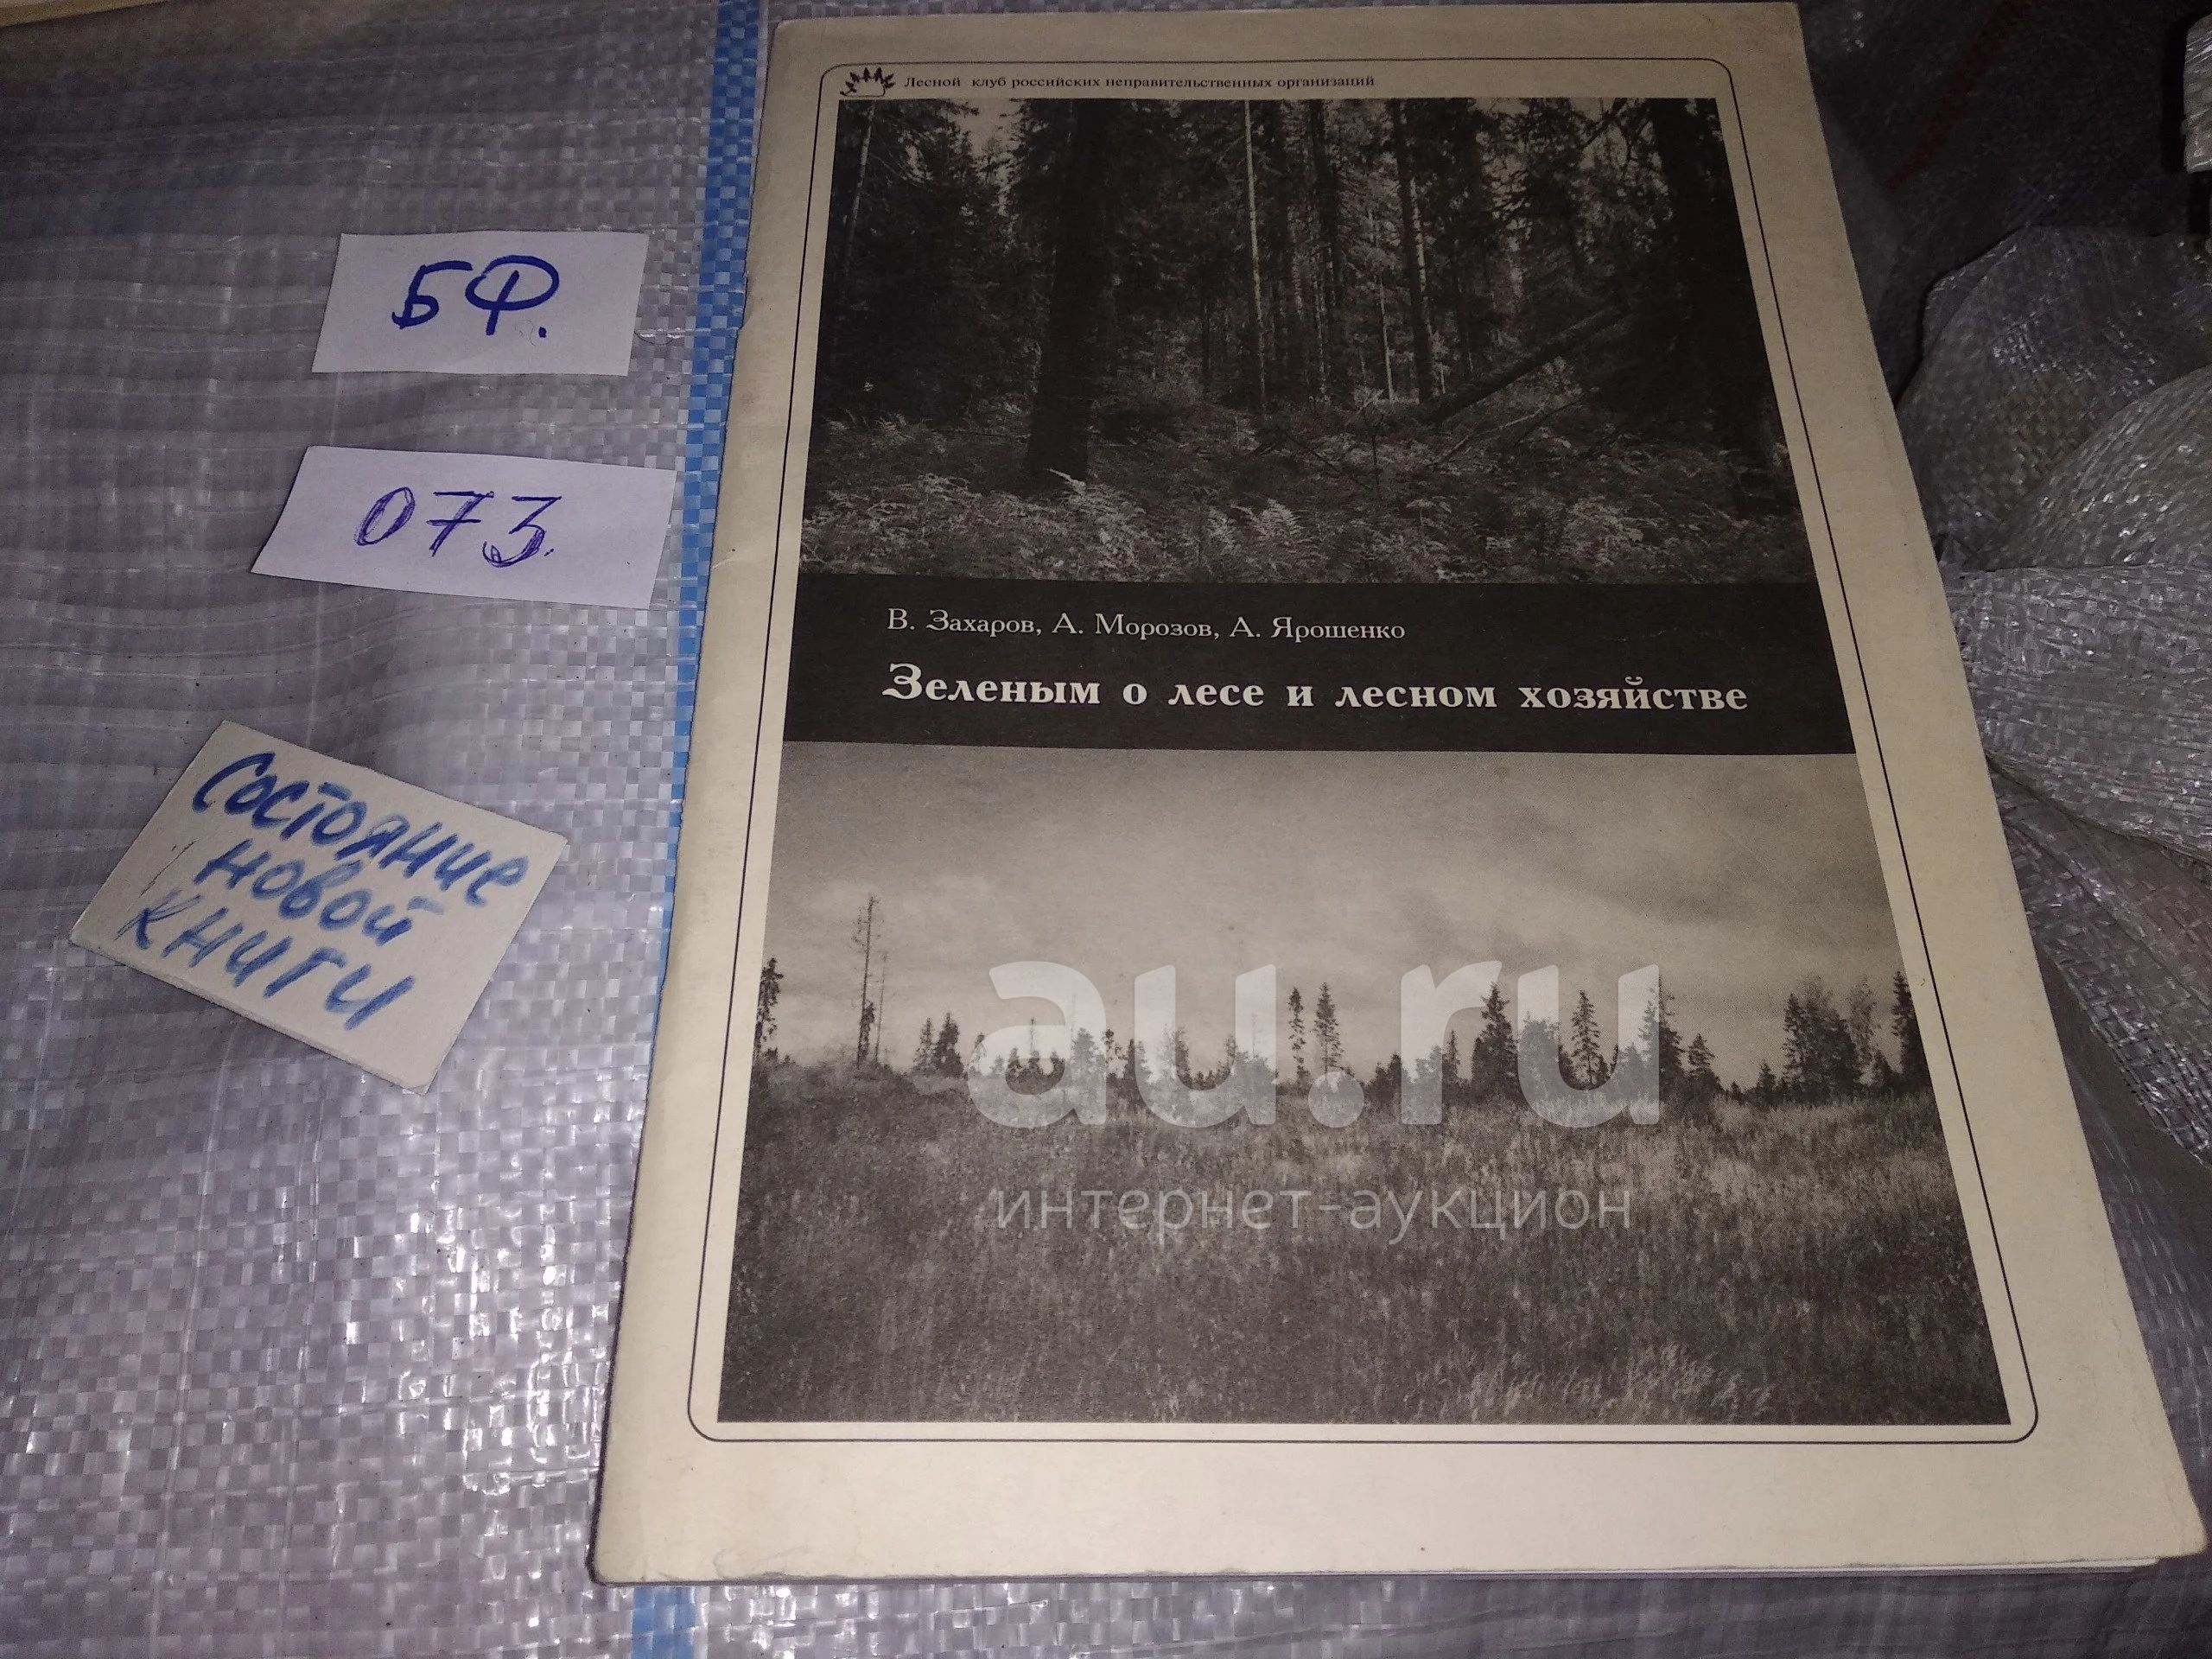 Лесной клуб российских неправительственных организаций
БФ.
073.
В. Захаров, А. Морозов, А. Ярошенко
Зеленым о лесе и лесном хозяйстве
Состояние
новой
книги
au.ru
интернет-аукцион